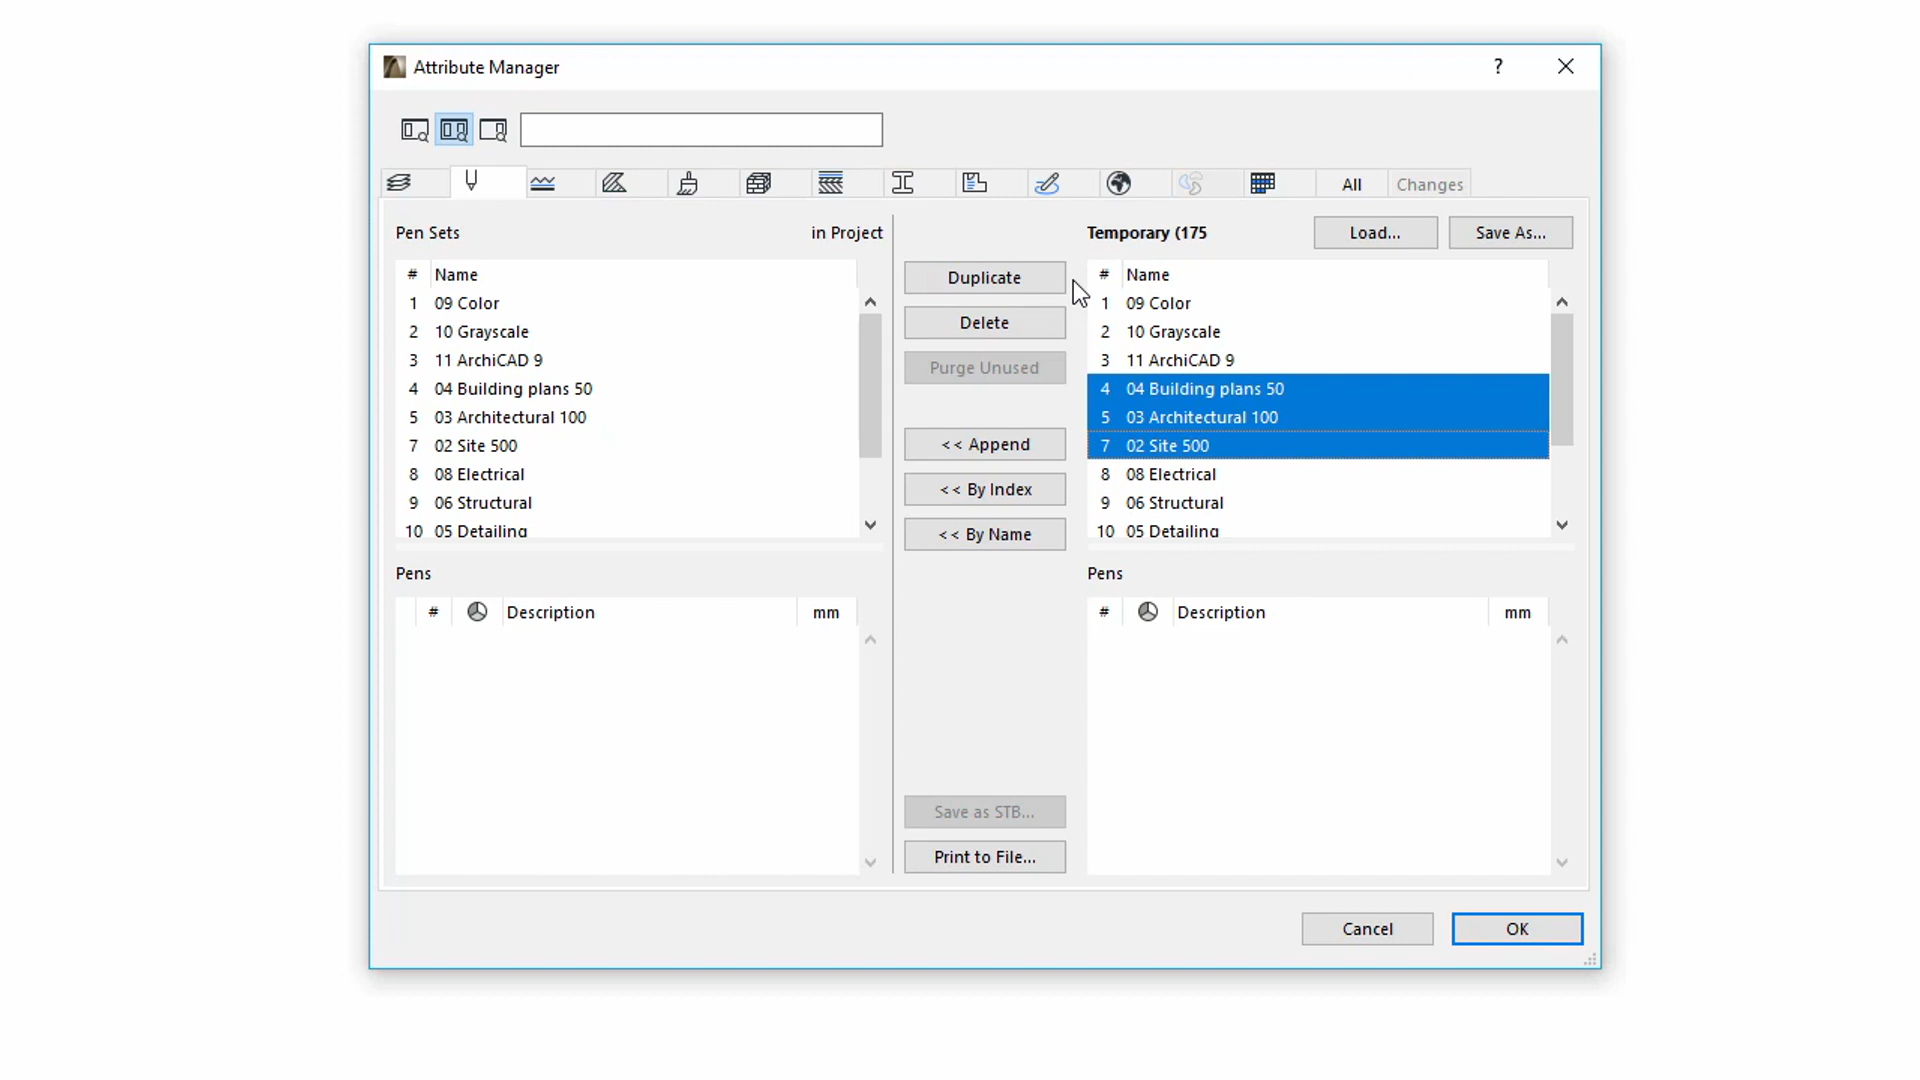 Attribute Manager
?
All
Changes
Pen Sets
in Project
# Name
1 09 Color
2 10 Grayscale
3 11 ArchiCAD 9
4 04 Building plans 50
5 03 Architectural 100
7 02 Site 500
8 08 Electrical
9 06 Structural
10 05 Detailing
Pens
# Description mm
Duplicate
Delete
Purge Unused
<< Append
<< By Index
<< By Name
Save as STB...
Print to File...
Temporary (175
Load...
Save As...
# Name
1 09 Color
2 10 Grayscale
3 11 ArchiCAD 9
4 04 Building plans 50
5 03 Architectural 100
7 02 Site 500
8 08 Electrical
9 06 Structural
10 05 Detailing
Pens
# Description mm
Cancel
OK